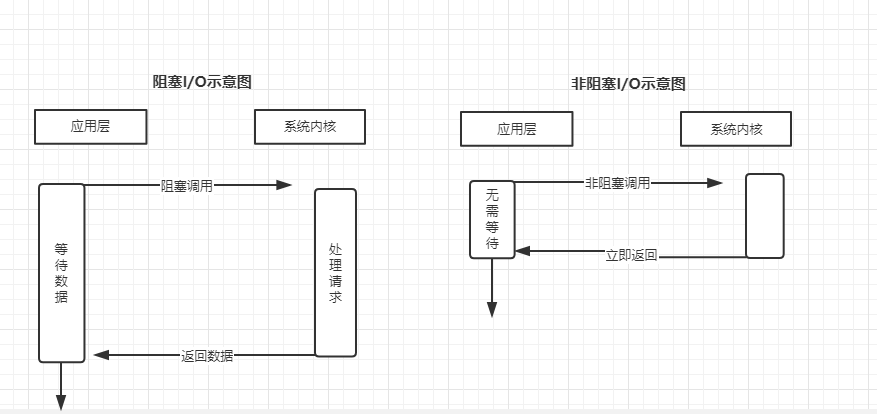 阻塞I/O示意图
应用层
系统内核
阻塞调用
等待数据
处理请求
返回数据
非阻塞I/O示意图
应用层
系统内核
非阻塞调用
无需等待
立即返回